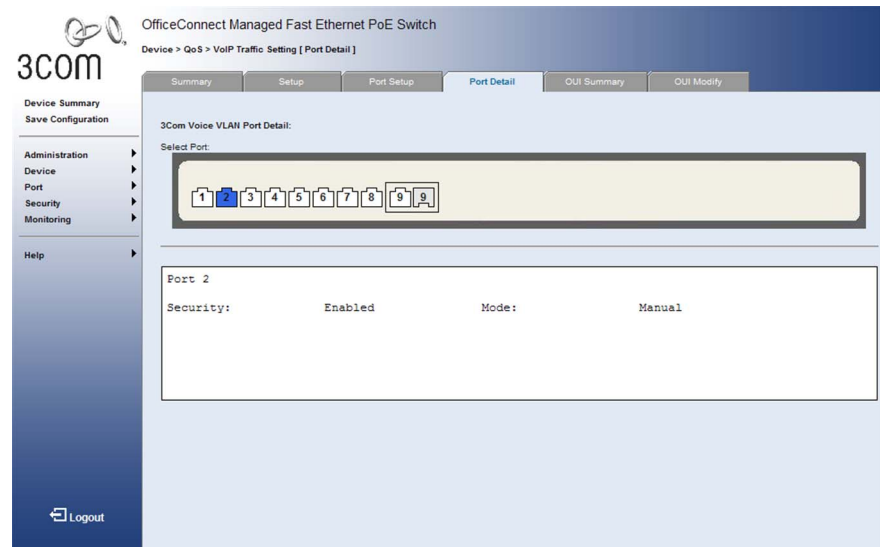 3COM
OfficeConnect Managed Fast Ethernet PoE Switch
Device > QoS > VoIP Traffic Setting [ Port Detail ]
Summary Setup Port Setup Port Detail OUI Summary OUI Modify
Device Summary
Save Configuration
Administration
Device
Port
Security
Monitoring
Help
Logout
3Com Voice VLAN Port Detail:
Select Port:
1 2 3 4 5 6 7 8 9 9
Port 2
Security: Enabled Mode: Manual